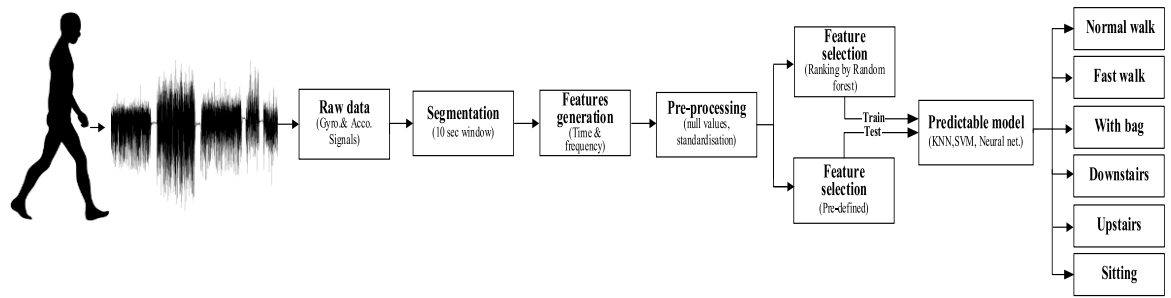 Raw data
(Gyro.& Acco.
Signals)
Segmentation
(10 sec window)
Features
generation
(Time &
frequency)
Pre-processing
(null values,
standardisation)
Feature
selection
(Ranking by Random
forest)
Feature
selection
(Pre-defined)
Train
Test
Predictable model
(KNN,SVM, Neural net.)
Normal walk
Fast walk
With bag
Downstairs
Upstairs
Sitting